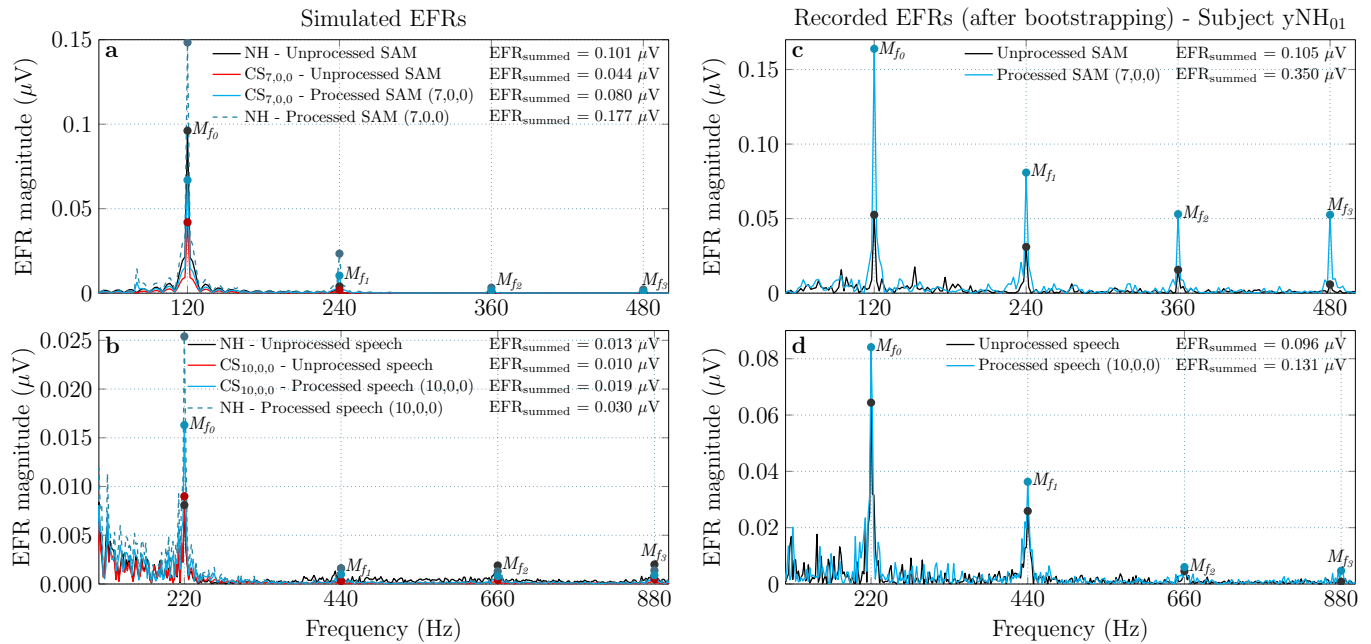 Simulated EFRs
Recorded EFRs (after bootstrapping) - Subject yNH01
a
NH - Unprocessed SAM EFRsummed = 0.101 μV
CS7,0,0 - Unprocessed SAM EFRsummed = 0.044 μV
CS7,0,0 - Processed SAM (7,0,0) EFRsummed = 0.080 μV
NH - Processed SAM (7,0,0) EFRsummed = 0.177 μV
EFR magnitude (μV)
0.15
0.1
0.05
0
Mf0
Mf1
Mf2
Mf3
120 240 360 480
c
Unprocessed SAM EFRsummed = 0.105 μV
Processed SAM (7,0,0) EFRsummed = 0.350 μV
EFR magnitude (μV)
0.15
0.10
0.05
0
Mf0
Mf1
Mf2
Mf3
120 240 360 480
b
NH - Unprocessed speech EFRsummed = 0.013 μV
CS10,0,0 - Unprocessed speech EFRsummed = 0.010 μV
CS10,0,0 - Processed speech (10,0,0) EFRsummed = 0.019 μV
NH - Processed speech (10,0,0) EFRsummed = 0.030 μV
EFR magnitude (μV)
0.025
0.020
0.015
0.010
0.005
0.000
Mf0
Mf1
Mf2
Mf3
220 440 660 880
Frequency (Hz)
d
Unprocessed speech EFRsummed = 0.096 μV
Processed speech (10,0,0) EFRsummed = 0.131 μV
EFR magnitude (μV)
0.08
0.06
0.04
0.02
0
Mf0
Mf1
Mf2
Mf3
220 440 660 880
Frequency (Hz)